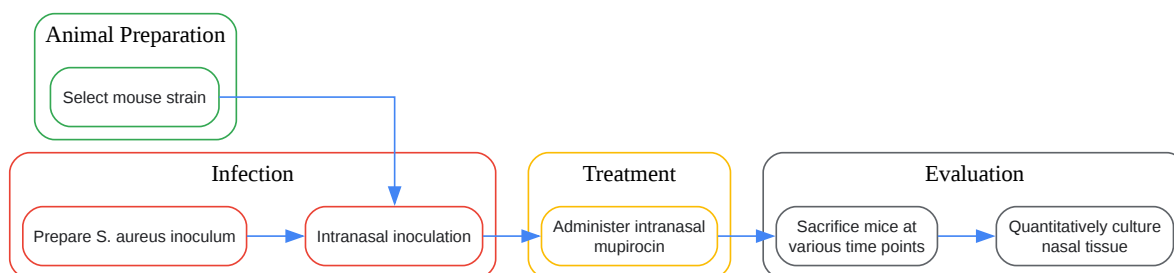 Animal Preparation
Select mouse strain
Infection
Prepare S. aureus inoculum
Intranasal inoculation
Treatment
Administer intranasal
mupirocin
Evaluation
Sacrifice mice at
various time points
Quantitatively culture
nasal tissue